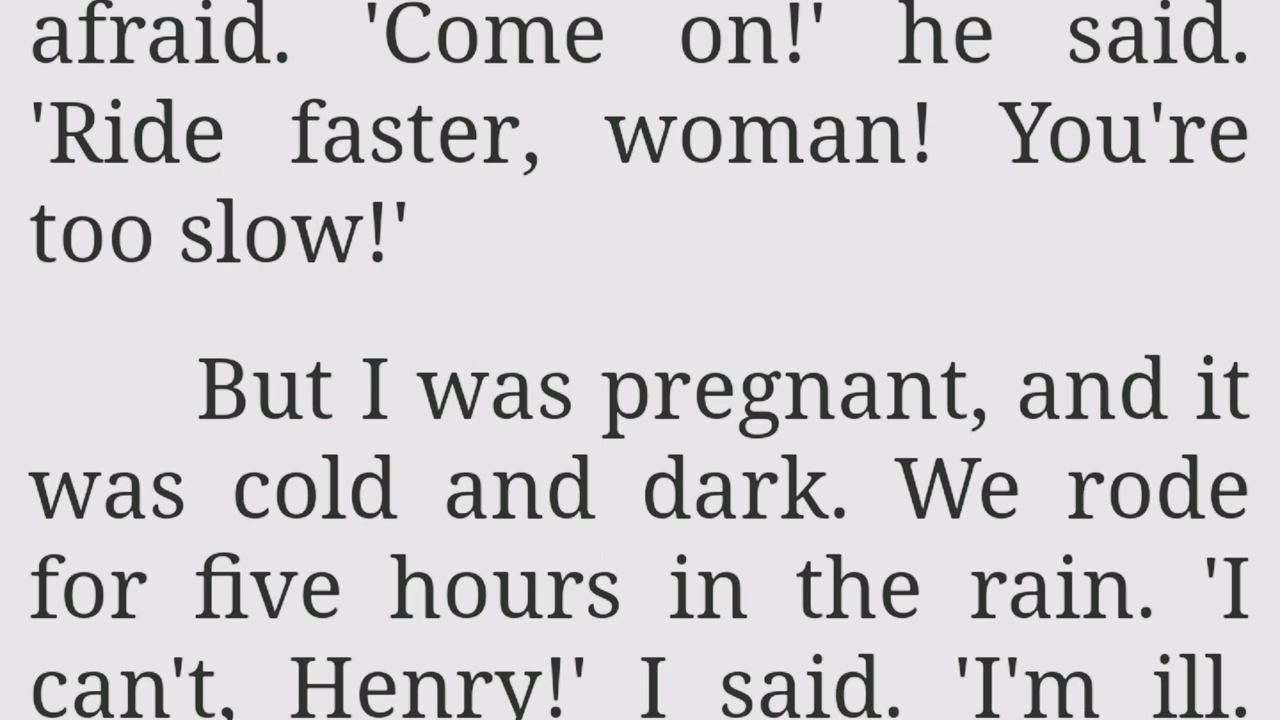 afraid. 'Come on!' he said.
'Ride faster, woman! You're
too slow!'
But I was pregnant, and it
was cold and dark. We rode
for five hours in the rain. 'I
can't, Henry!' I said. 'I'm ill.